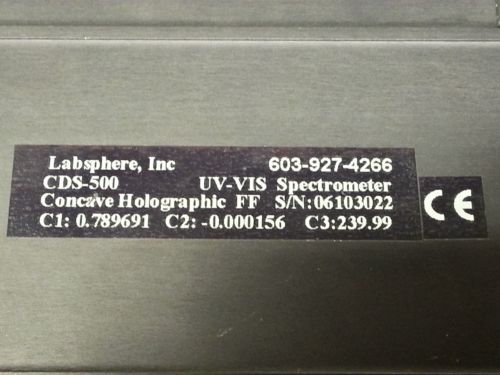 Labsphere, Inc 603-927-4266
CDS-500 UV-VIS Spectrometer
Concave Holographic FF S/N:06103022
C1: 0.789691 C2: -0.000156 C3:239.99
CE